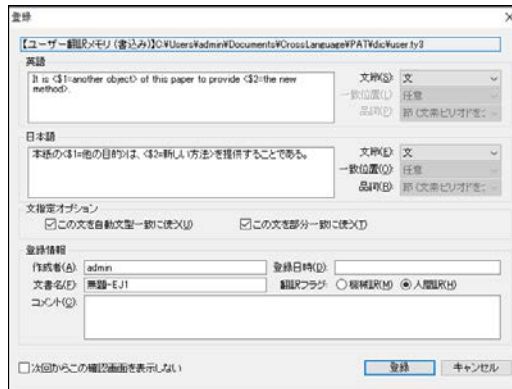 登録
【ユーザー翻訳メモリ (書込み)】C:¥Users¥admin¥Documents¥CrossLanguage¥PAT¥dic¥user.ty3
英語
It is <$1=another object> of this paper to provide <$2=the new
method>.
文節(S): 文
一致位置(L): 任意
品詞(P): 節 (文末ピリオドを:
日本語
本紙の<$1=他の目的>は、<$2=新しい方法>を提供することである。
文節(E): 文
一致位置(O): 任意
品詞(B): 節 (文末ピリオドを:
文指定オプション
この文を自動文型一致に使う(U) この文を部分一致に使う(T)
登録情報
作成者(A): admin 登録日時(D):
文書名(F): 無題-EJ1 翻訳フラグ: 機械訳(M) 人間訳(H)
コメント(C):
次回からこの確認画面を表示しない 登録 キャンセル